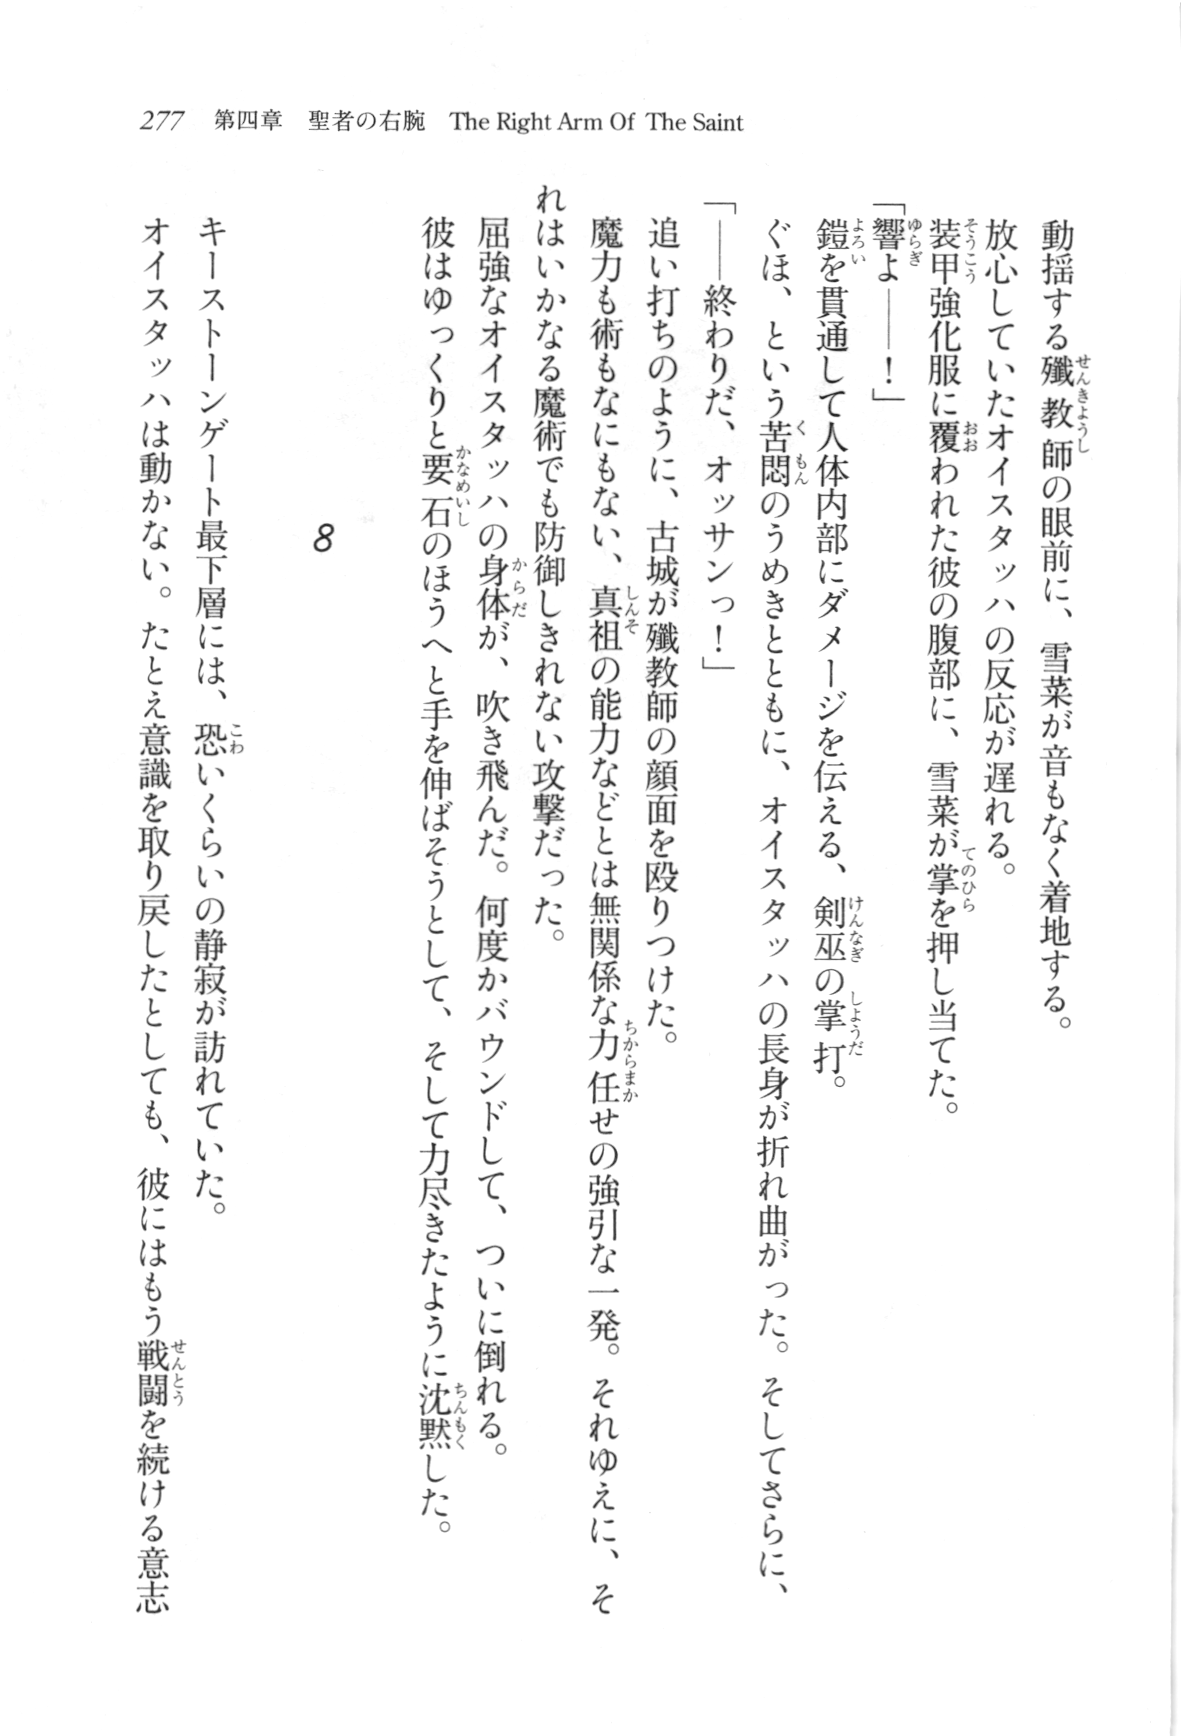 277 第四章 聖者の右腕 The Right Arm Of The Saint
動揺する殲教師の眼前に、雪菜が音もなく着地する。
放心していたオイスタッハの反応が遅れる。
装甲強化服に覆われた彼の腹部に、雪菜が掌を押し当てた。
「響よ――！」
鎧を貫通して人体内部にダメージを伝える、剣巫の掌打。
ぐほ、という苦悶のうめきとともに、オイスタッハの長身が折れ曲がった。そしてさらに、
「――終わりだ、オッサンっ！」
追い打ちのように、古城が殲教師の顔面を殴りつけた。
魔力も術もなにもない、真祖の能力などとは無関係な力任せの強引な一発。それゆえに、そ
れはいかなる魔術でも防御しきれない攻撃だった。
屈強なオイスタッハの身体が、吹き飛んだ。何度かバウンドして、ついに倒れる。
彼はゆっくりと要石のほうへと手を伸ばそうとして、そして力尽きたように沈黙した。
8
キーストーンゲート最下層には、恐いくらいの静寂が訪れていた。
オイスタッハは動かない。たとえ意識を取り戻したとしても、彼にはもう戦闘を続ける意志